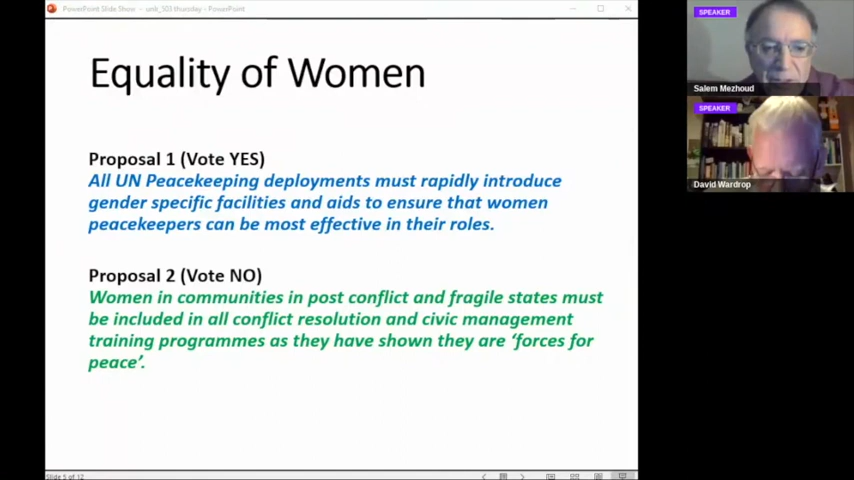 PowerPoint Slide Show - unk_S03 thursday - PowerPoint
SPEAKER
Salem Mezhoud
SPEAKER
David Wardrop
Equality of Women
Proposal 1 (Vote YES)
All UN Peacekeeping deployments must rapidly introduce
gender specific facilities and aids to ensure that women
peacekeepers can be most effective in their roles.
Proposal 2 (Vote NO)
Women in communities in post conflict and fragile states must
be included in all conflict resolution and civic management
training programmes as they have shown they are ‘forces for
peace’.
Slide 5 of 12